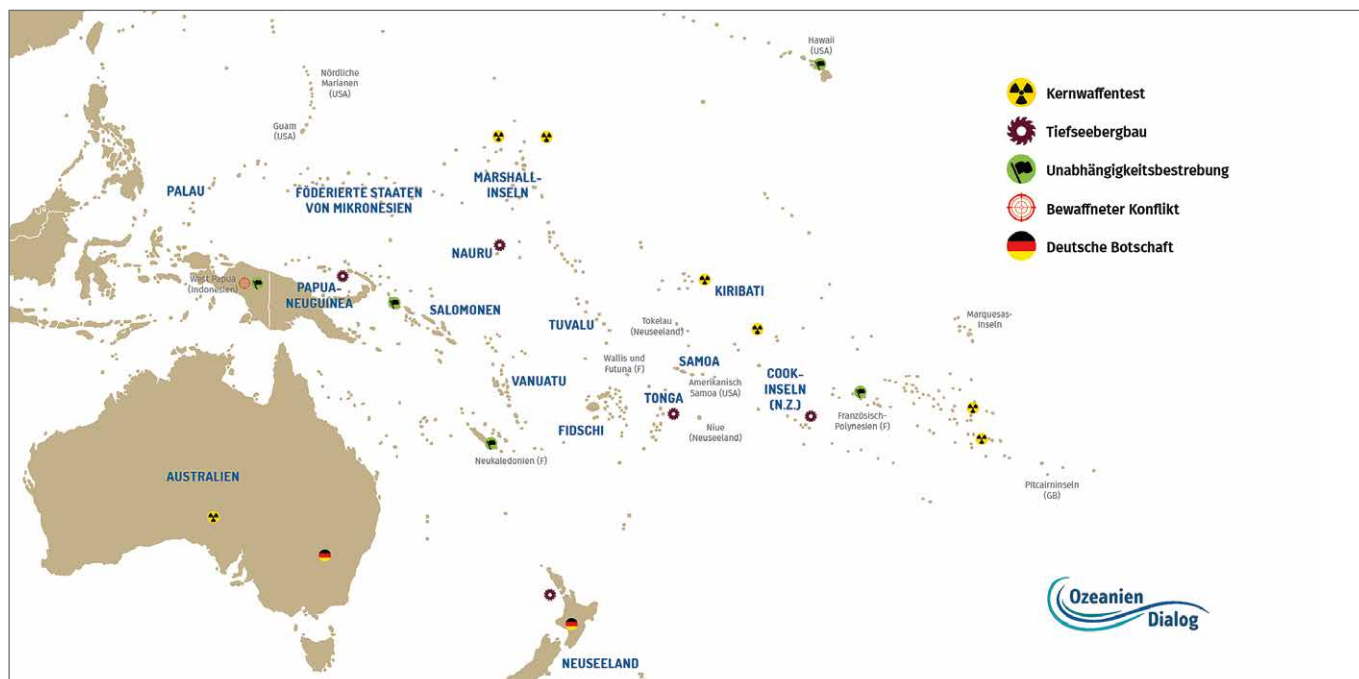 Hawaii
(USA)
Nördliche
Marianen
(USA)
Guam
(USA)
PALAU
FÖDERIERTE STAATEN
VON MIKRONESIEN
MARSHALL-
INSELN
NAURU
West Papua
(Indonesien)
PAPUA-
NEUGUINEA
SALOMONEN
KIRIBATI
TUVALU
Tokelau
(Neuseeland)
Marquesas-
Inseln
Wallis und
Futuna (F)
SAMOA
VANUATU
Amerikanisch
Samoa (USA)
COOK-
INSELN
(N.Z.)
TONGA
FIDSCHI
Niue
(Neuseeland)
Französisch-
Polynesien (F)
Neukaledonien (F)
Pitcairninseln
(GB)
AUSTRALIEN
NEUSEELAND
Kernwaffentest
Tiefseebergbau
Unabhängigkeitsbestrebung
Bewaffneter Konflikt
Deutsche Botschaft
Ozeanien
Dialog